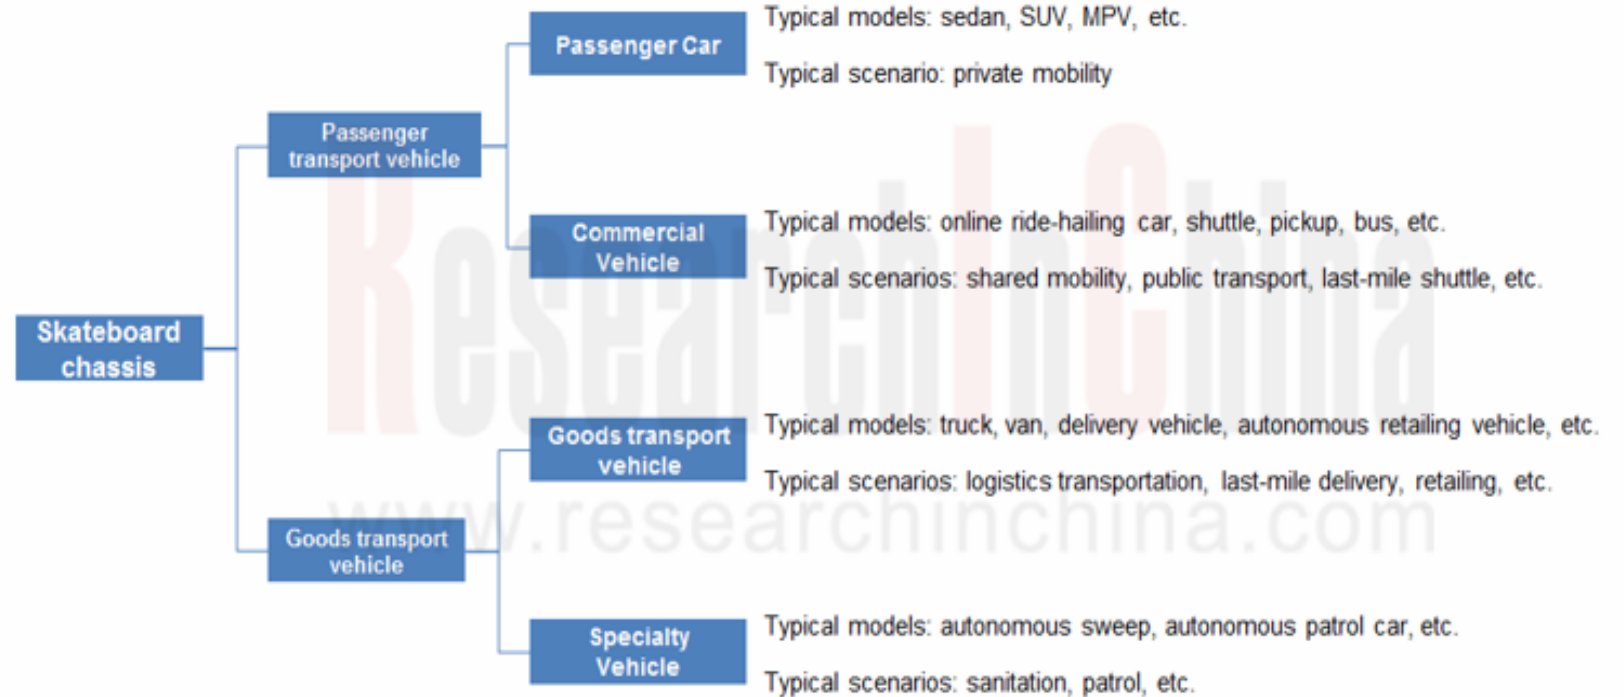 Typical models: sedan, SUV, MPV, etc.
Passenger Car
Typical scenario: private mobility
Passenger
transport vehicle
Typical models: online ride-hailing car, shuttle, pickup, bus, etc.
Commercial
Vehicle
Typical scenarios: shared mobility, public transport, last-mile shuttle, etc.
Skateboard
chassis
Typical models: truck, van, delivery vehicle, autonomous retailing vehicle, etc.
Goods transport
vehicle
Typical scenarios: logistics transportation, last-mile delivery, retailing, etc.
Goods transport
vehicle
Typical models: autonomous sweep, autonomous patrol car, etc.
Specialty
Vehicle
Typical scenarios: sanitation, patrol, etc.
ResearchInChina
www.researchinchina.com